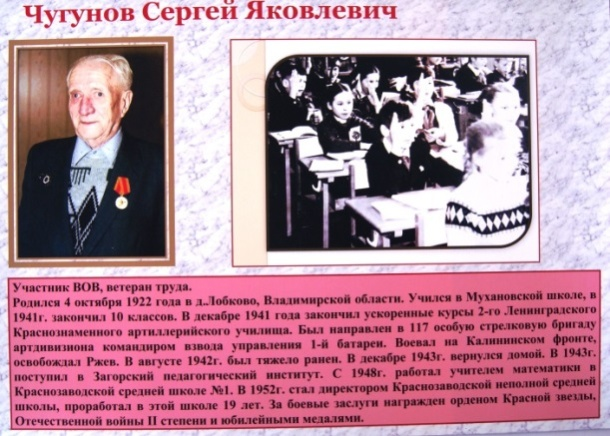 Чугунов Сергей Яковлевич
Участник ВОВ, ветеран труда.
Родился 4 октября 1922 года в д.Лобково, Владимирской области. Учился в Мухановской школе, в
1941г. закончил 10 классов. В декабре 1941 года закончил ускоренные курсы 2-го Ленинградского
Краснознаменного артиллерийского училища. Был направлен в 117 особую стрелковую бригаду
артдивизиона командиром взвода управления 1-й батареи. Воевал на Калининском фронте,
освобождал Ржев. В августе 1942г. был тяжело ранен. В декабре 1943г. вернулся домой. В 1943г.
поступил в Загорский педагогический институт. С 1948г. работал учителем математики в
Краснозаводской средней школе №1. В 1952г. стал директором Краснозаводской неполной средней
школы, проработал в этой школе 19 лет. За боевые заслуги награжден орденом Красной звезды,
Отечественной войны II степени и юбилейными медалями.